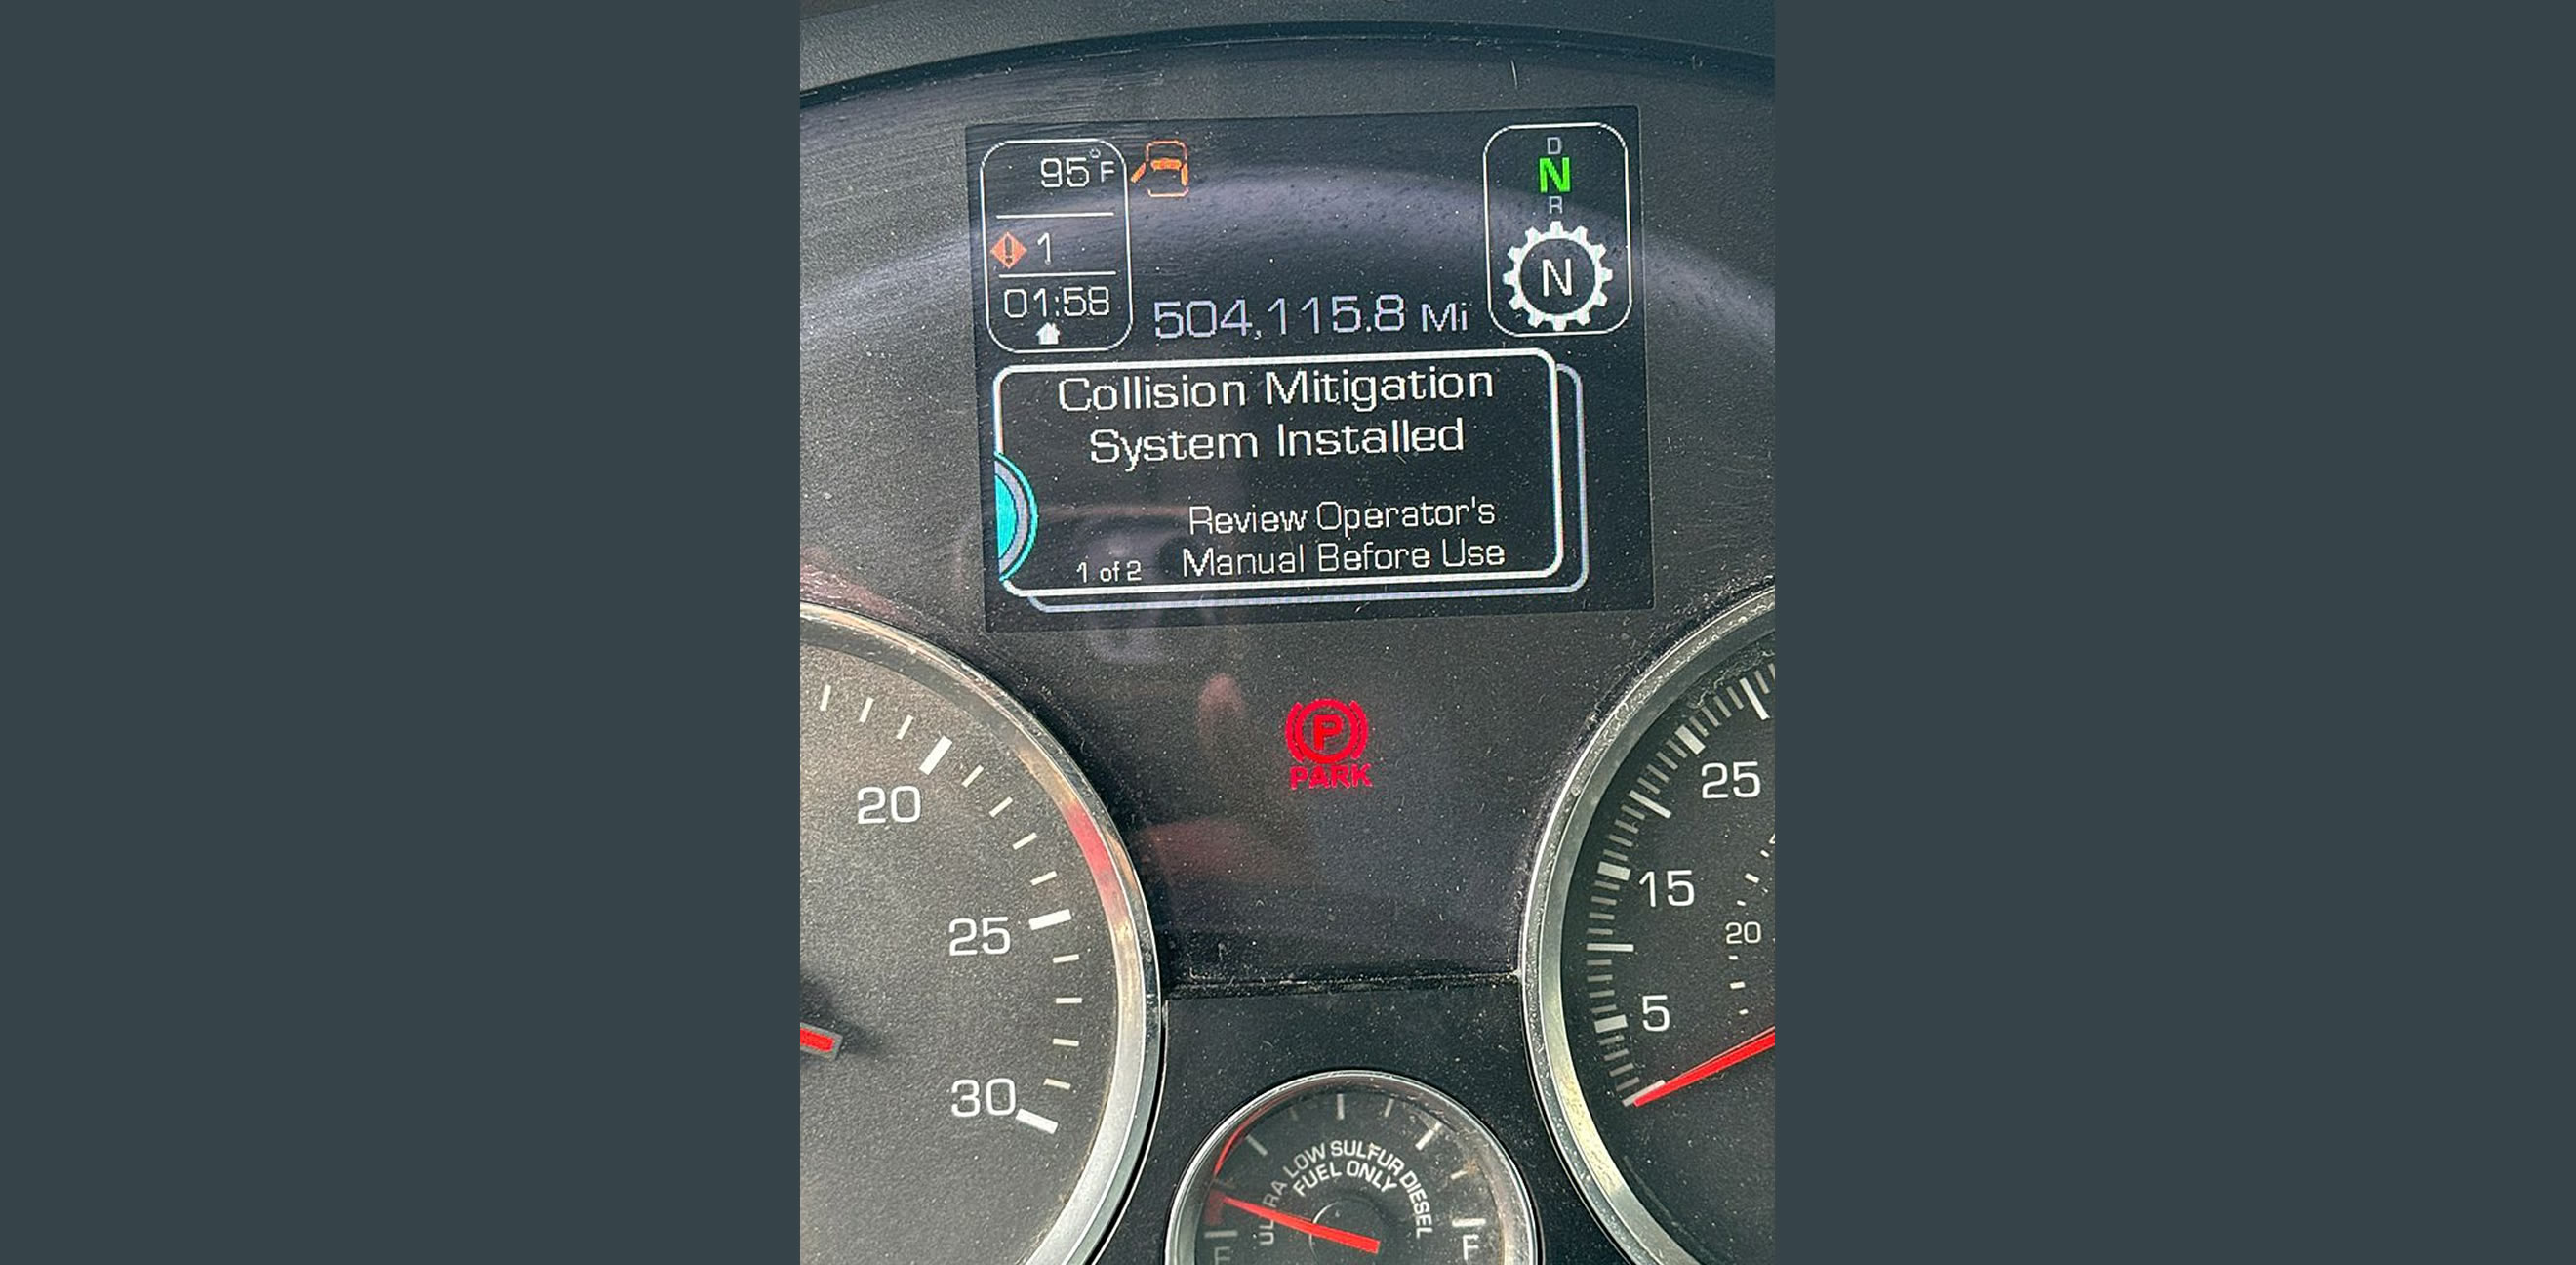 95°F
1
01:58
D
N
R
N
504,115.8 Mi
Collision Mitigation
System Installed
Review Operator's
Manual Before Use
1 of 2
P
PARK
20
25
30
25
15
20
5
ULTRA LOW SULFUR DIESEL
FUEL ONLY
F